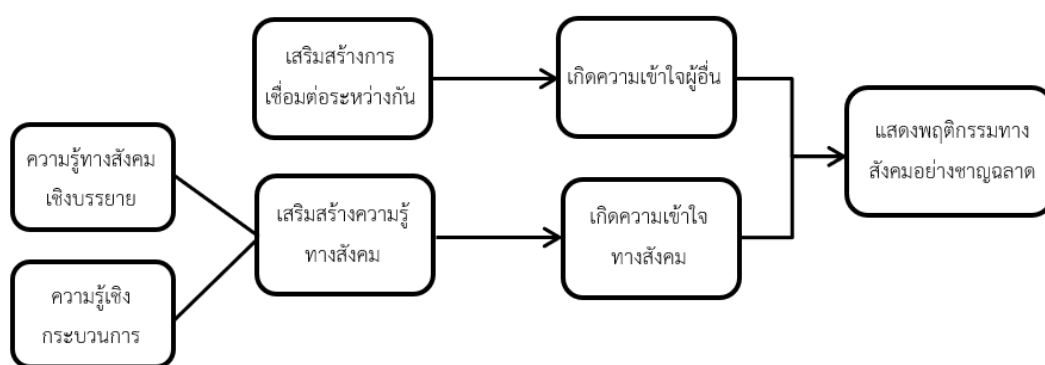 เสริมสร้างการ
เชื่อมต่อระหว่างกัน
เกิดความเข้าใจผู้อื่น
แสดงพฤติกรรมทาง
สังคมอย่างชาญฉลาด
ความรู้ทางสังคม
เชิงบรรยาย
เสริมสร้างความรู้
ทางสังคม
เกิดความเข้าใจ
ทางสังคม
ความรู้เชิง
กระบวนการ